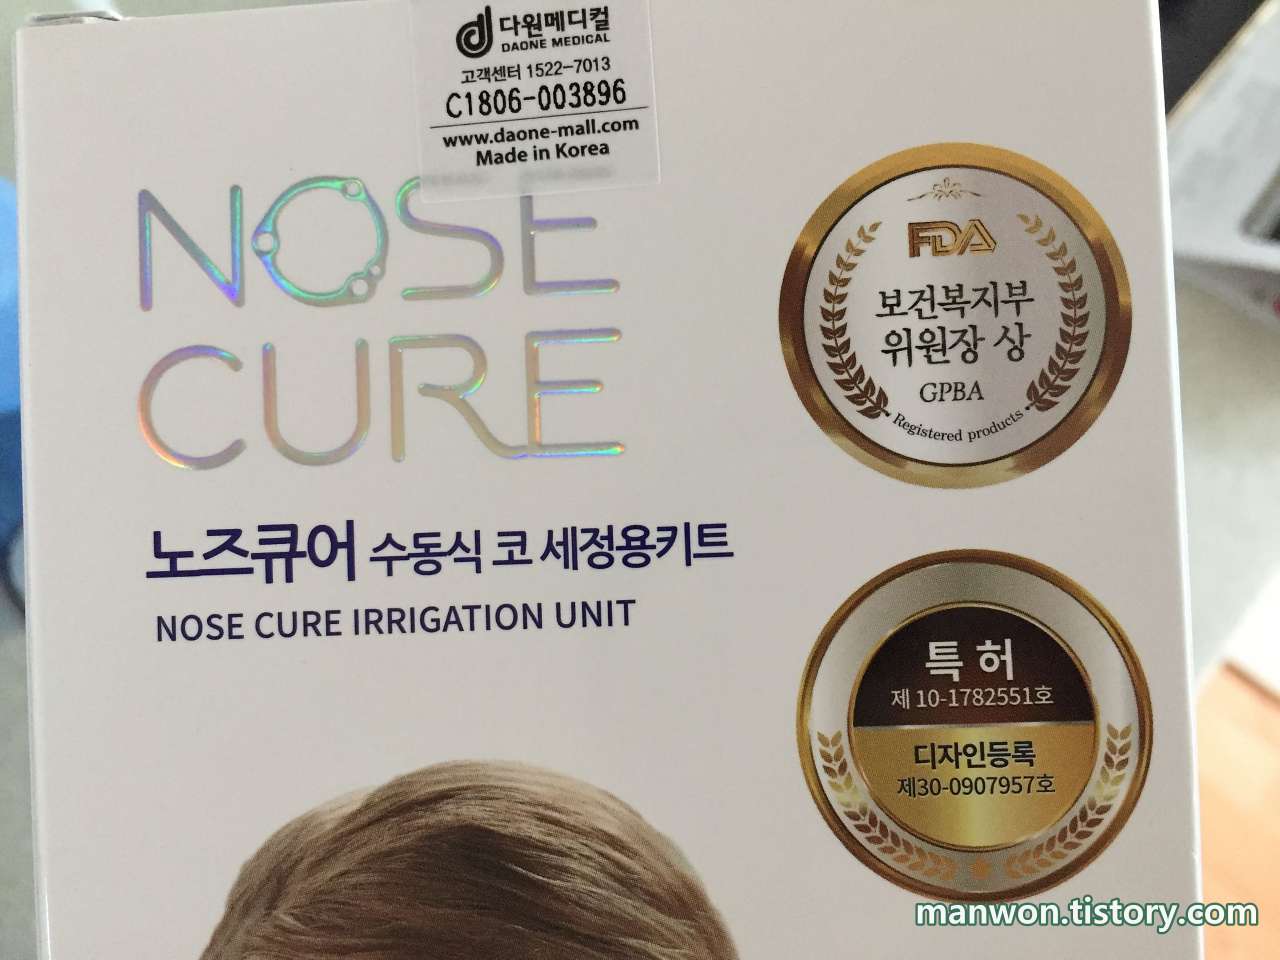 다원메디컬
DAONE MEDICAL
고객센터 1522-7013
C1806-003896
www.daone-mall.com
Made in Korea
NOSE
CURE
노즈큐어 수동식 코 세정용키트
NOSE CURE IRRIGATION UNIT
FDA
보건복지부
위원장 상
GPBA
Registered products
특허
제 10-1782551호
디자인등록
제30-0907957호
manwon.tistory.com